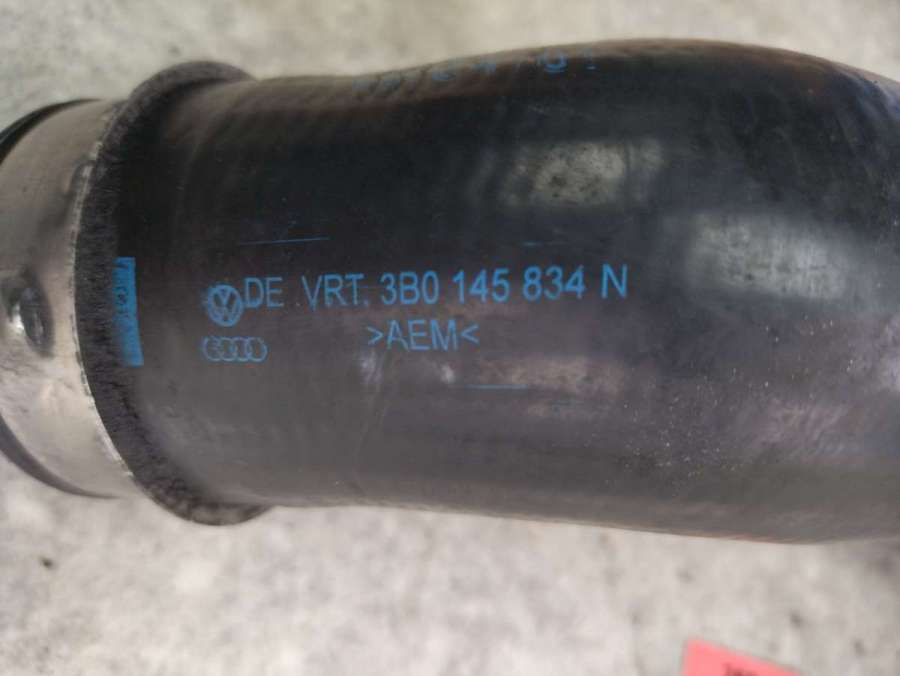 DE .VRT. 3B0 145 834 N
>AEM<